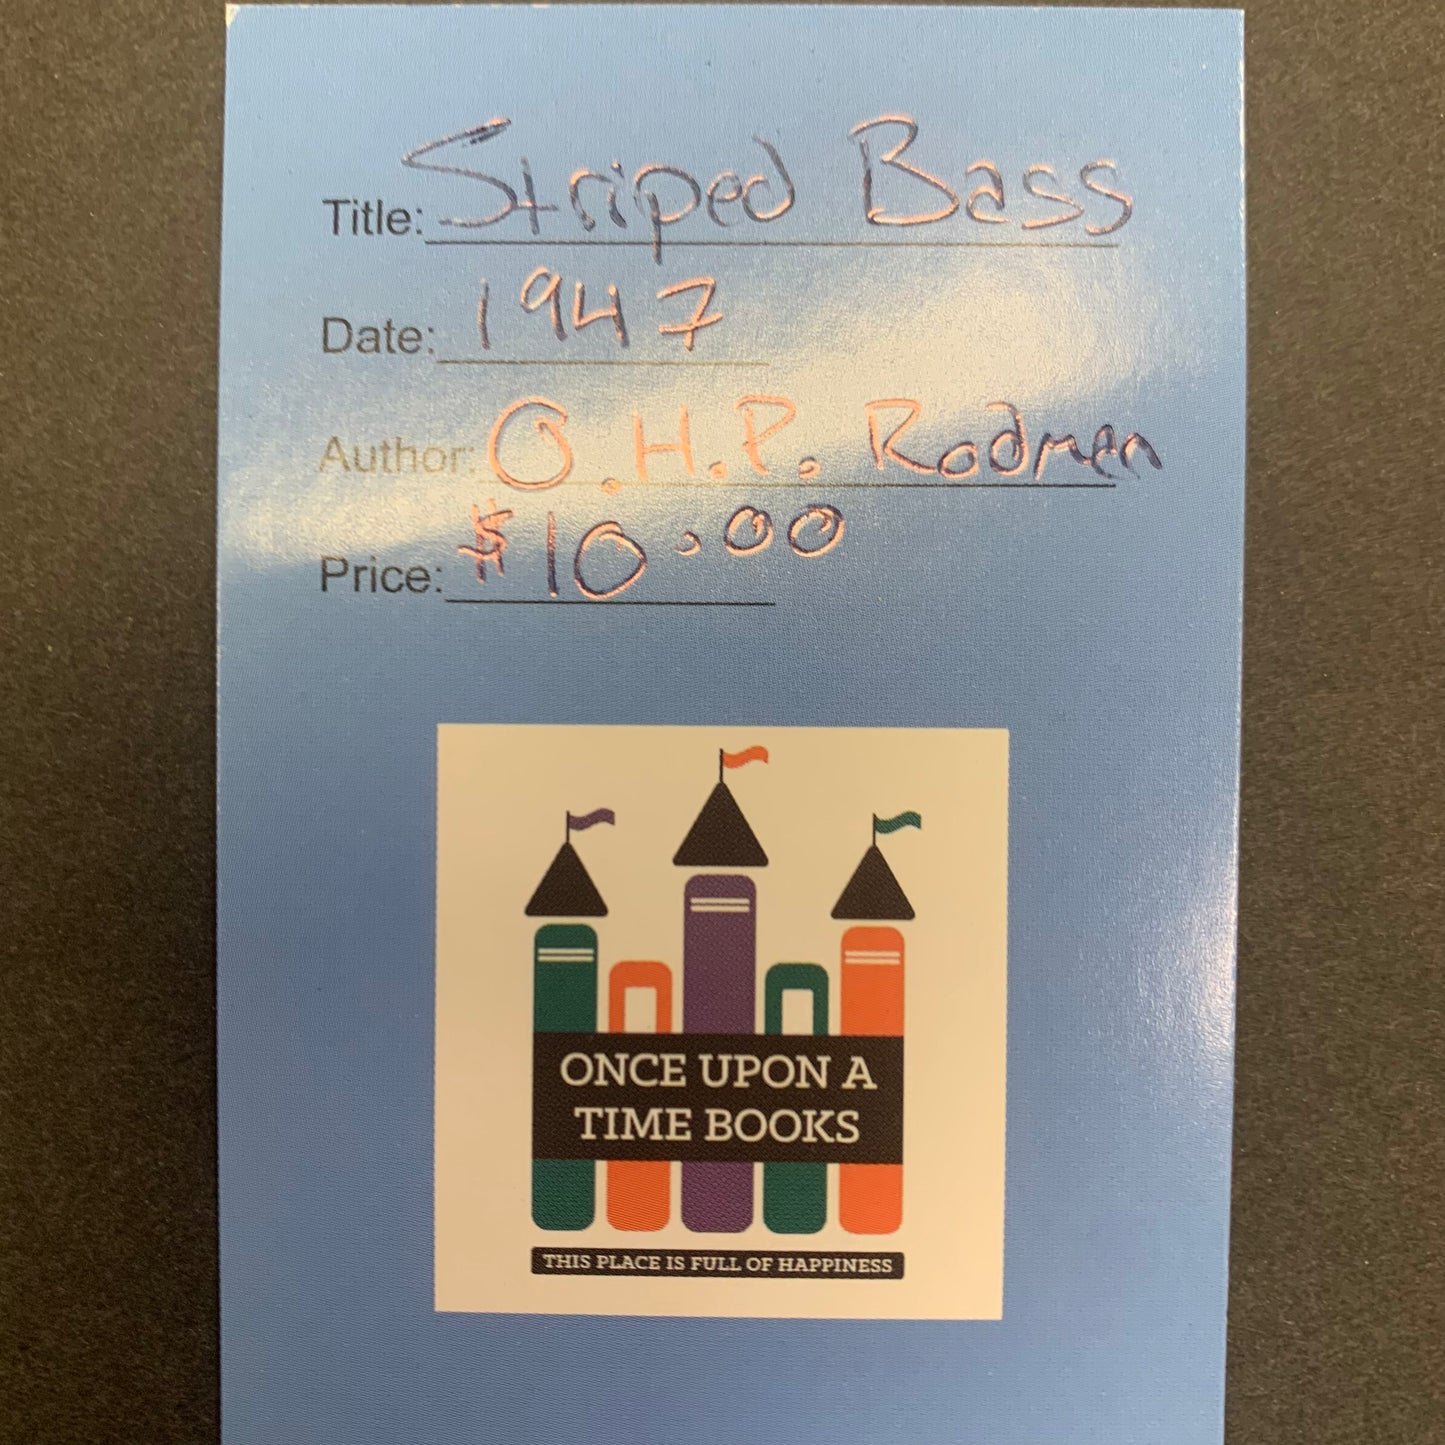 Title: Striped Bass
Date: 1947
Author: O.H.P. Rodmen
Price: $10.00
ONCE UPON A
TIME BOOKS
THIS PLACE IS FULL OF HAPPINESS